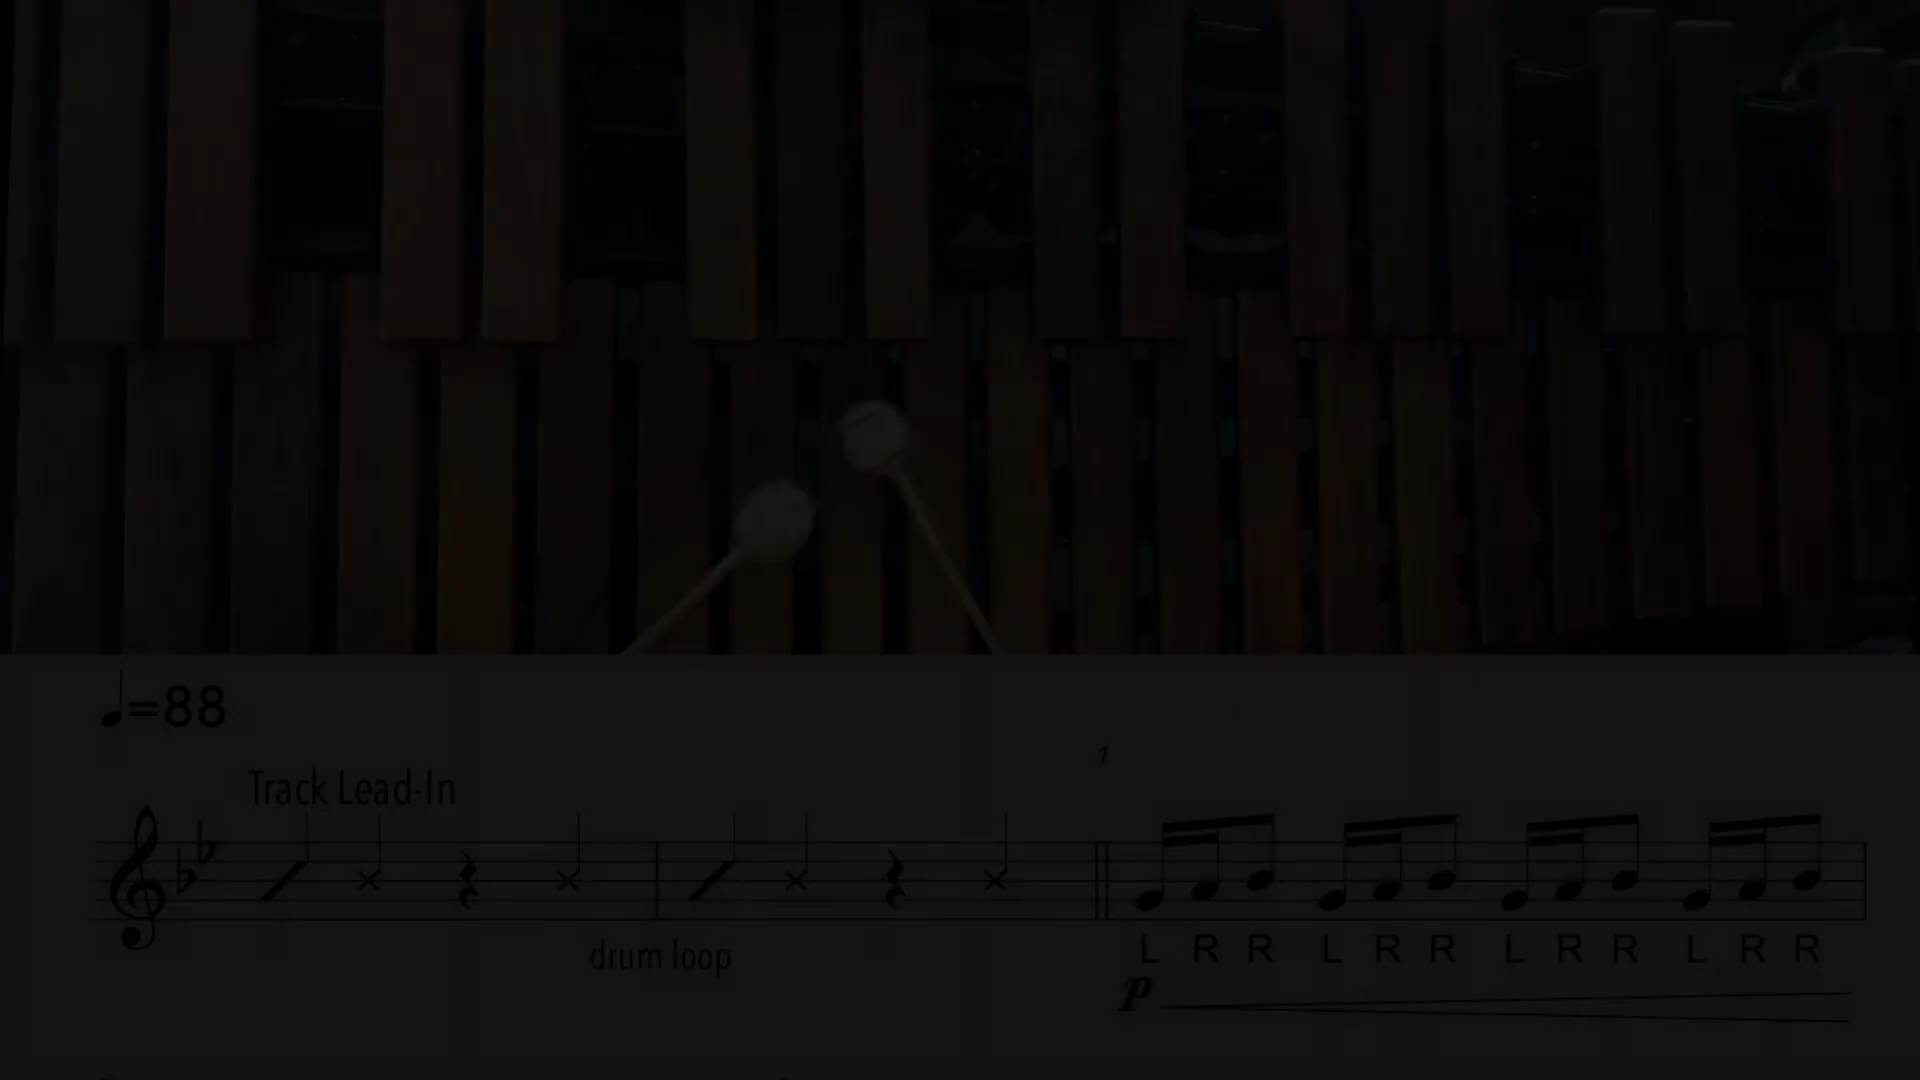 ♩=88
1
Track Lead-In
drum loop
L R R L R R L R R L R R
p